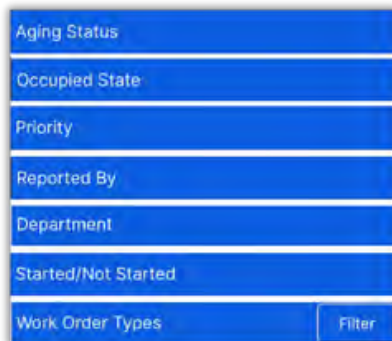 Aging Status
Occupied State
Priority
Reported By
Department
Started/Not Started
Work Order Types Filter